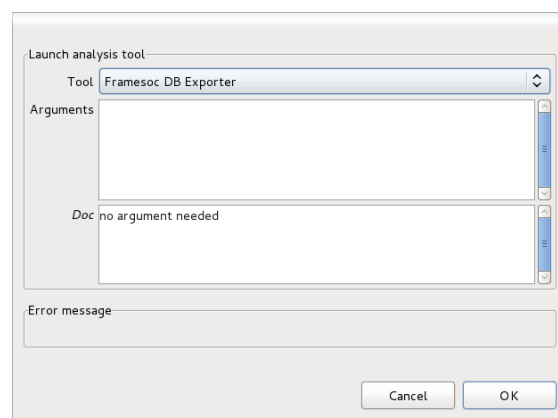 Launch analysis tool
Tool Framesoc DB Exporter
Arguments
Doc no argument needed
Error message
Cancel OK